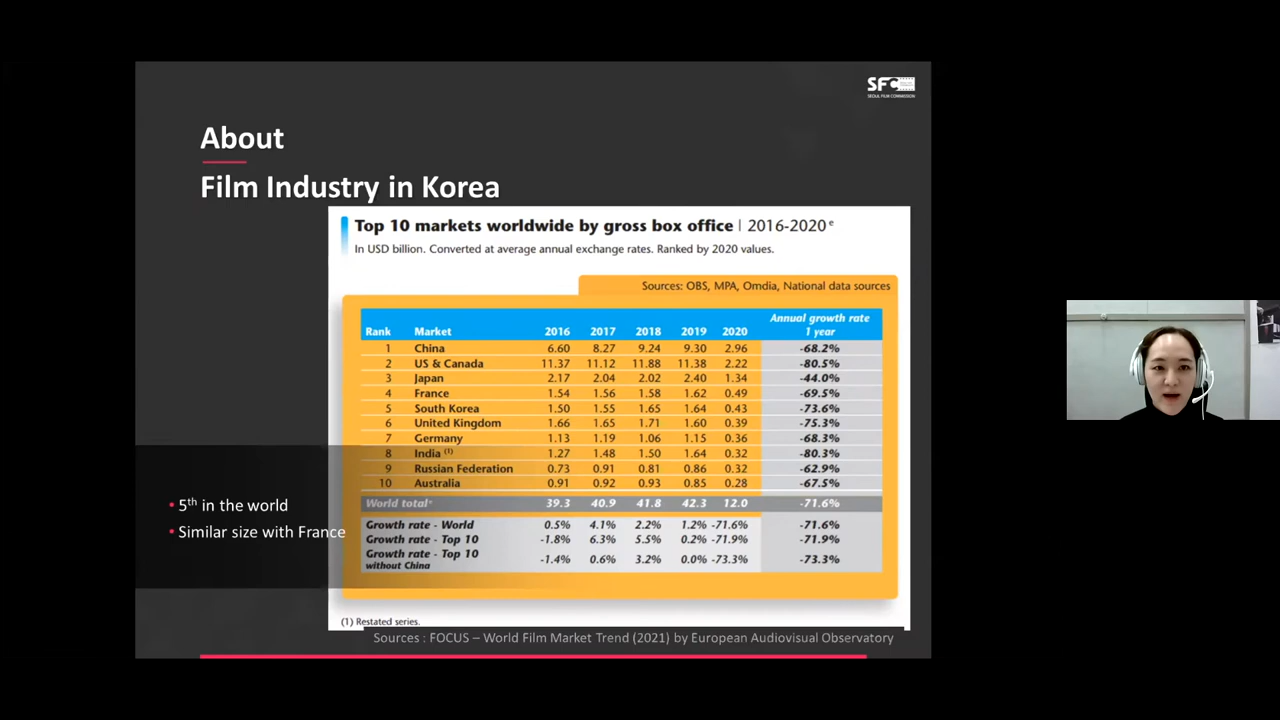 SFC
SEOUL FILM COMMISSION
About
Film Industry in Korea
Top 10 markets worldwide by gross box office | 2016-2020 e
In USD billion. Converted at average annual exchange rates. Ranked by 2020 values.
Sources: OBS, MPA, Omdia, National data sources
Rank Market 2016 2017 2018 2019 2020 Annual growth rate 1 year
1 China 6.60 8.27 9.24 9.30 2.96 -68.2%
2 US & Canada 11.37 11.12 11.88 11.38 2.22 -80.5%
3 Japan 2.17 2.04 2.02 2.40 1.34 -44.0%
4 France 1.54 1.56 1.58 1.62 0.49 -69.5%
5 South Korea 1.50 1.55 1.65 1.64 0.43 -73.6%
6 United Kingdom 1.66 1.65 1.71 1.60 0.39 -75.3%
7 Germany 1.13 1.19 1.06 1.15 0.36 -68.3%
8 India (1) 1.27 1.48 1.50 1.64 0.32 -80.3%
9 Russian Federation 0.73 0.91 0.81 0.86 0.32 -62.9%
10 Australia 0.91 0.92 0.93 0.85 0.28 -67.5%
World total e 39.3 40.9 41.8 42.3 12.0 -71.6%
Growth rate - World 0.5% 4.1% 2.2% 1.2% -71.6% -71.6%
Growth rate - Top 10 -1.8% 6.3% 5.5% 0.2% -71.9% -71.9%
Growth rate - Top 10 without China -1.4% 0.6% 3.2% 0.0% -73.3% -73.3%
• 5th in the world
• Similar size with France
(1) Restated series.
Sources : FOCUS – World Film Market Trend (2021) by European Audiovisual Observatory